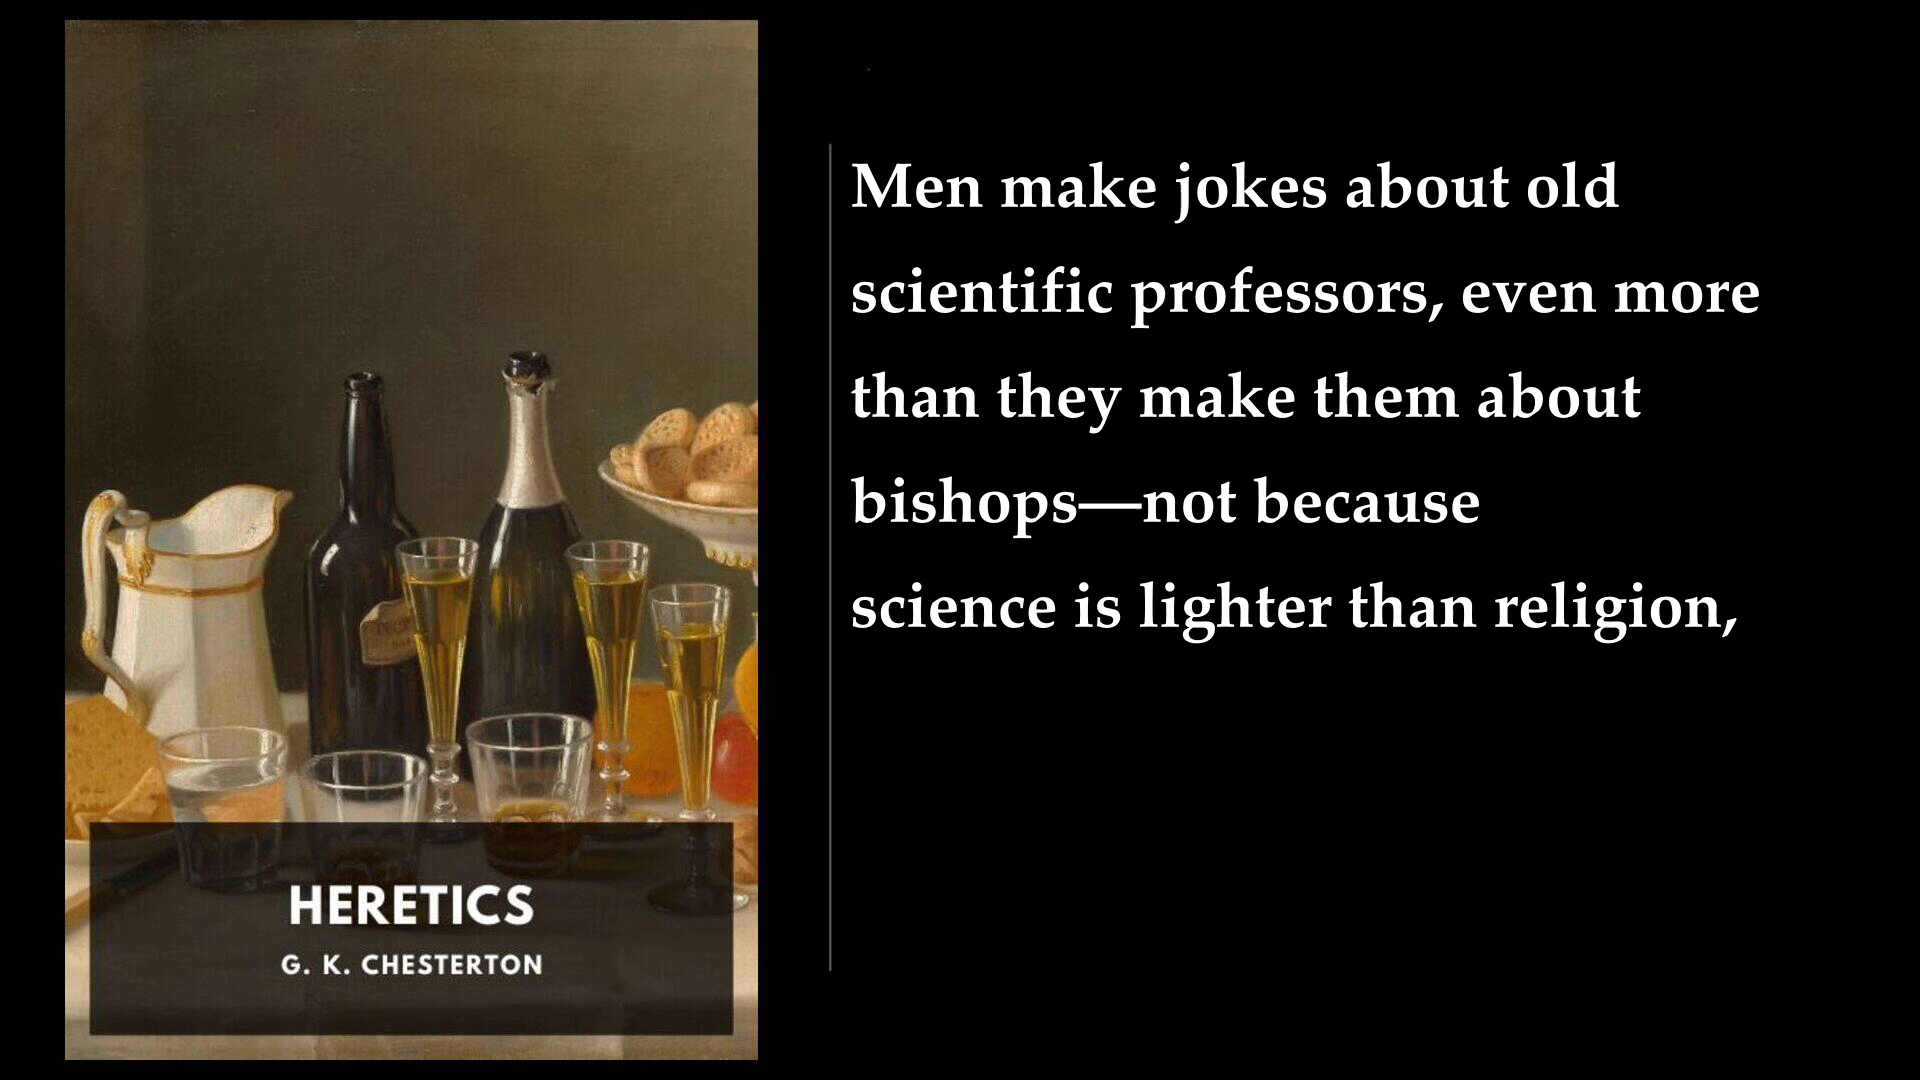 Men make jokes about old
scientific professors, even more
than they make them about
bishops—not because
science is lighter than religion,
HERETICS
G. K. CHESTERTON